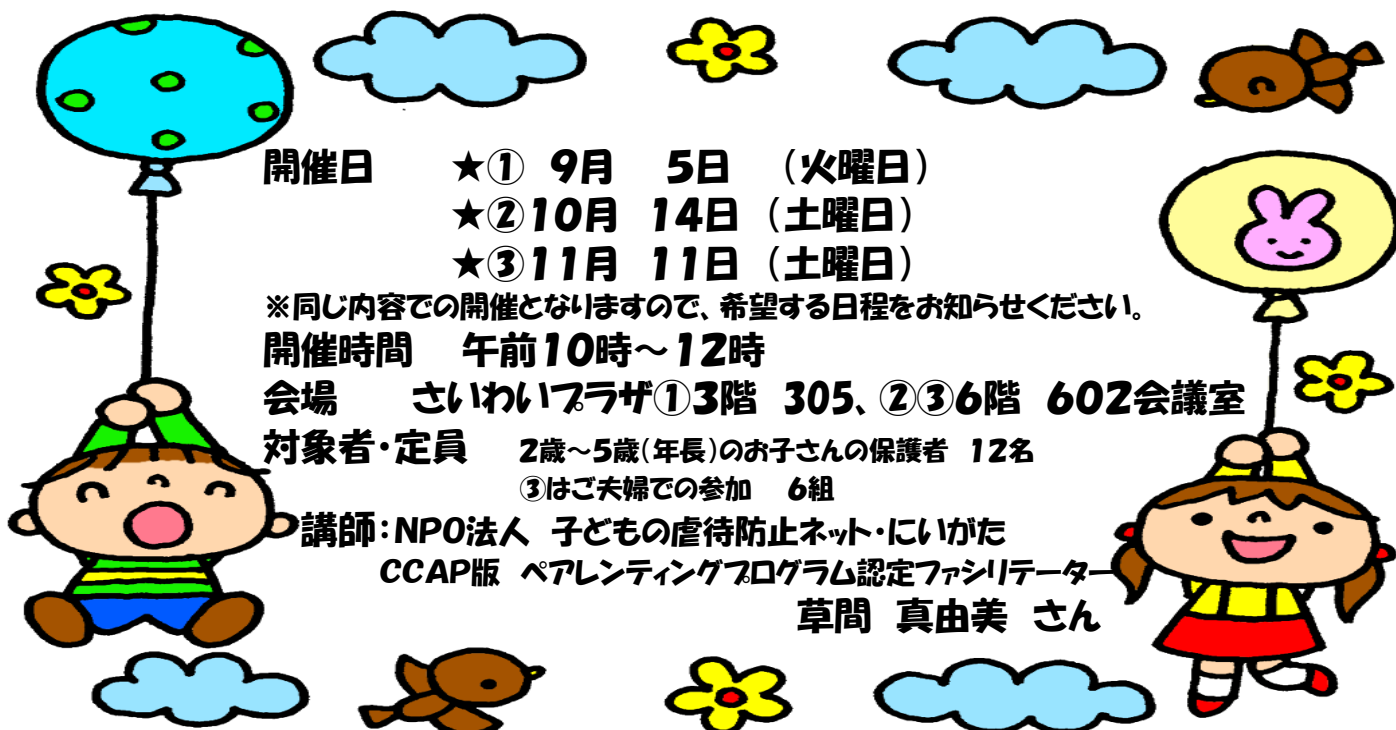 開催日　★① 9月　5日　（火曜日）
★②10月　14日（土曜日）
★③11月　11日（土曜日）
※同じ内容での開催となりますので、希望する日程をお知らせください。
開催時間　午前10時～12時
会場　さいわいプラザ①3階　305、②③6階　602会議室
対象者・定員　2歳～5歳（年長）のお子さんの保護者　12名
③はご夫婦での参加　6組
講師：NPO法人　子どもの虐待防止ネット・にいがた
CCAP版　ペアレンティングプログラム認定ファシリテーター
草間　真由美　さん